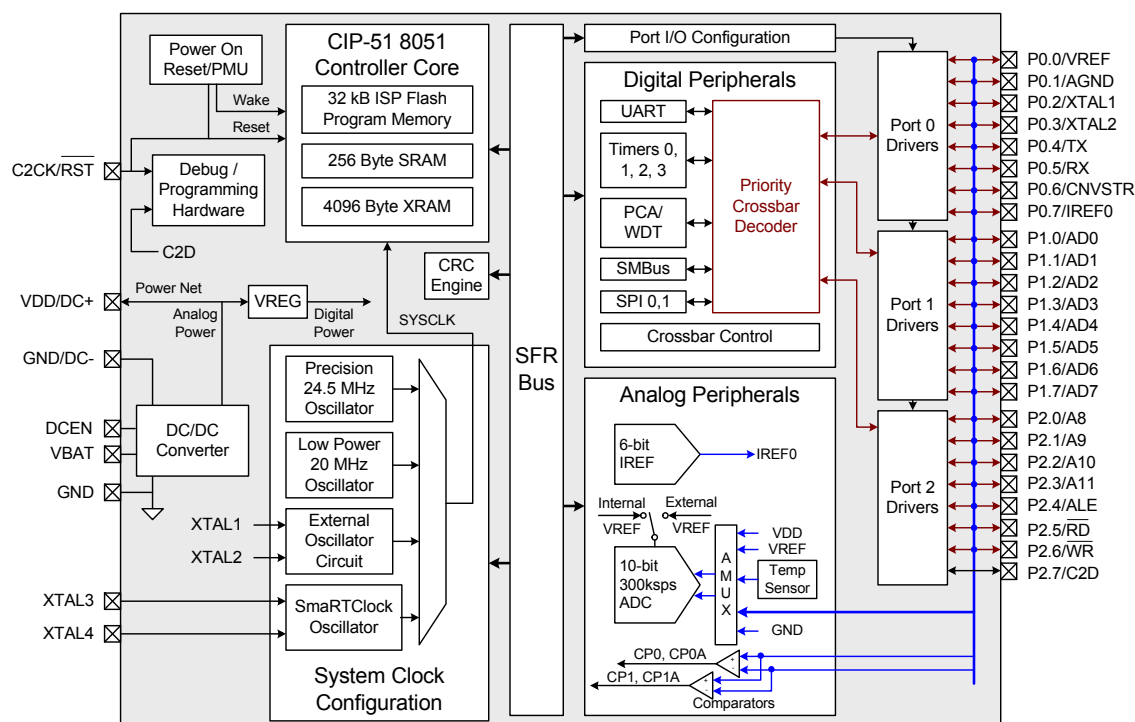 Power On
Reset/PMU
Wake
Reset
C2CK/RST
Debug /
Programming
Hardware
C2D
CIP-51 8051
Controller Core
32 kB ISP Flash
Program Memory
256 Byte SRAM
4096 Byte XRAM
CRC
Engine
VDD/DC+
Power Net
Analog
Power
VREG
Digital
Power
SYSCLK
GND/DC-
DCEN
VBAT
GND
DC/DC
Converter
XTAL1
XTAL2
XTAL3
XTAL4
Precision
24.5 MHz
Oscillator
Low Power
20 MHz
Oscillator
External
Oscillator
Circuit
SmaRTClock
Oscillator
System Clock
Configuration
SFR
Bus
Port I/O Configuration
Digital Peripherals
UART
Timers 0,
1, 2, 3
PCA/
WDT
SMBus
SPI 0,1
Priority
Crossbar
Decoder
Crossbar Control
Analog Peripherals
6-bit
IREF
IREF0
Internal
VREF
External
VREF
10-bit
300ksps
ADC
A
M
U
X
VDD
VREF
Temp
Sensor
GND
CP0, CP0A
+
-
CP1, CP1A
+
-
Comparators
Port 0
Drivers
Port 1
Drivers
Port 2
Drivers
P0.0/VREF
P0.1/AGND
P0.2/XTAL1
P0.3/XTAL2
P0.4/TX
P0.5/RX
P0.6/CNVSTR
P0.7/IREF0
P1.0/AD0
P1.1/AD1
P1.2/AD2
P1.3/AD3
P1.4/AD4
P1.5/AD5
P1.6/AD6
P1.7/AD7
P2.0/A8
P2.1/A9
P2.2/A10
P2.3/A11
P2.4/ALE
P2.5/RD
P2.6/WR
P2.7/C2D